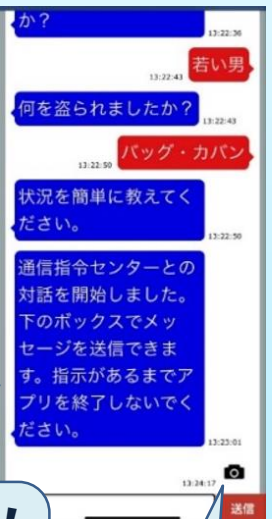 か？
13:22:36
若い男
13:22:43
何を盗られましたか？
13:22:43
バッグ・カバン
13:22:50
状況を簡単に教えてく
ださい。
13:22:50
通信指令センターとの
対話を開始しました。
下のボックスでメッ
セージを送信できま
す。指示があるまでア
プリを終了しないでく
ださい。
13:23:01
13:24:17
送信